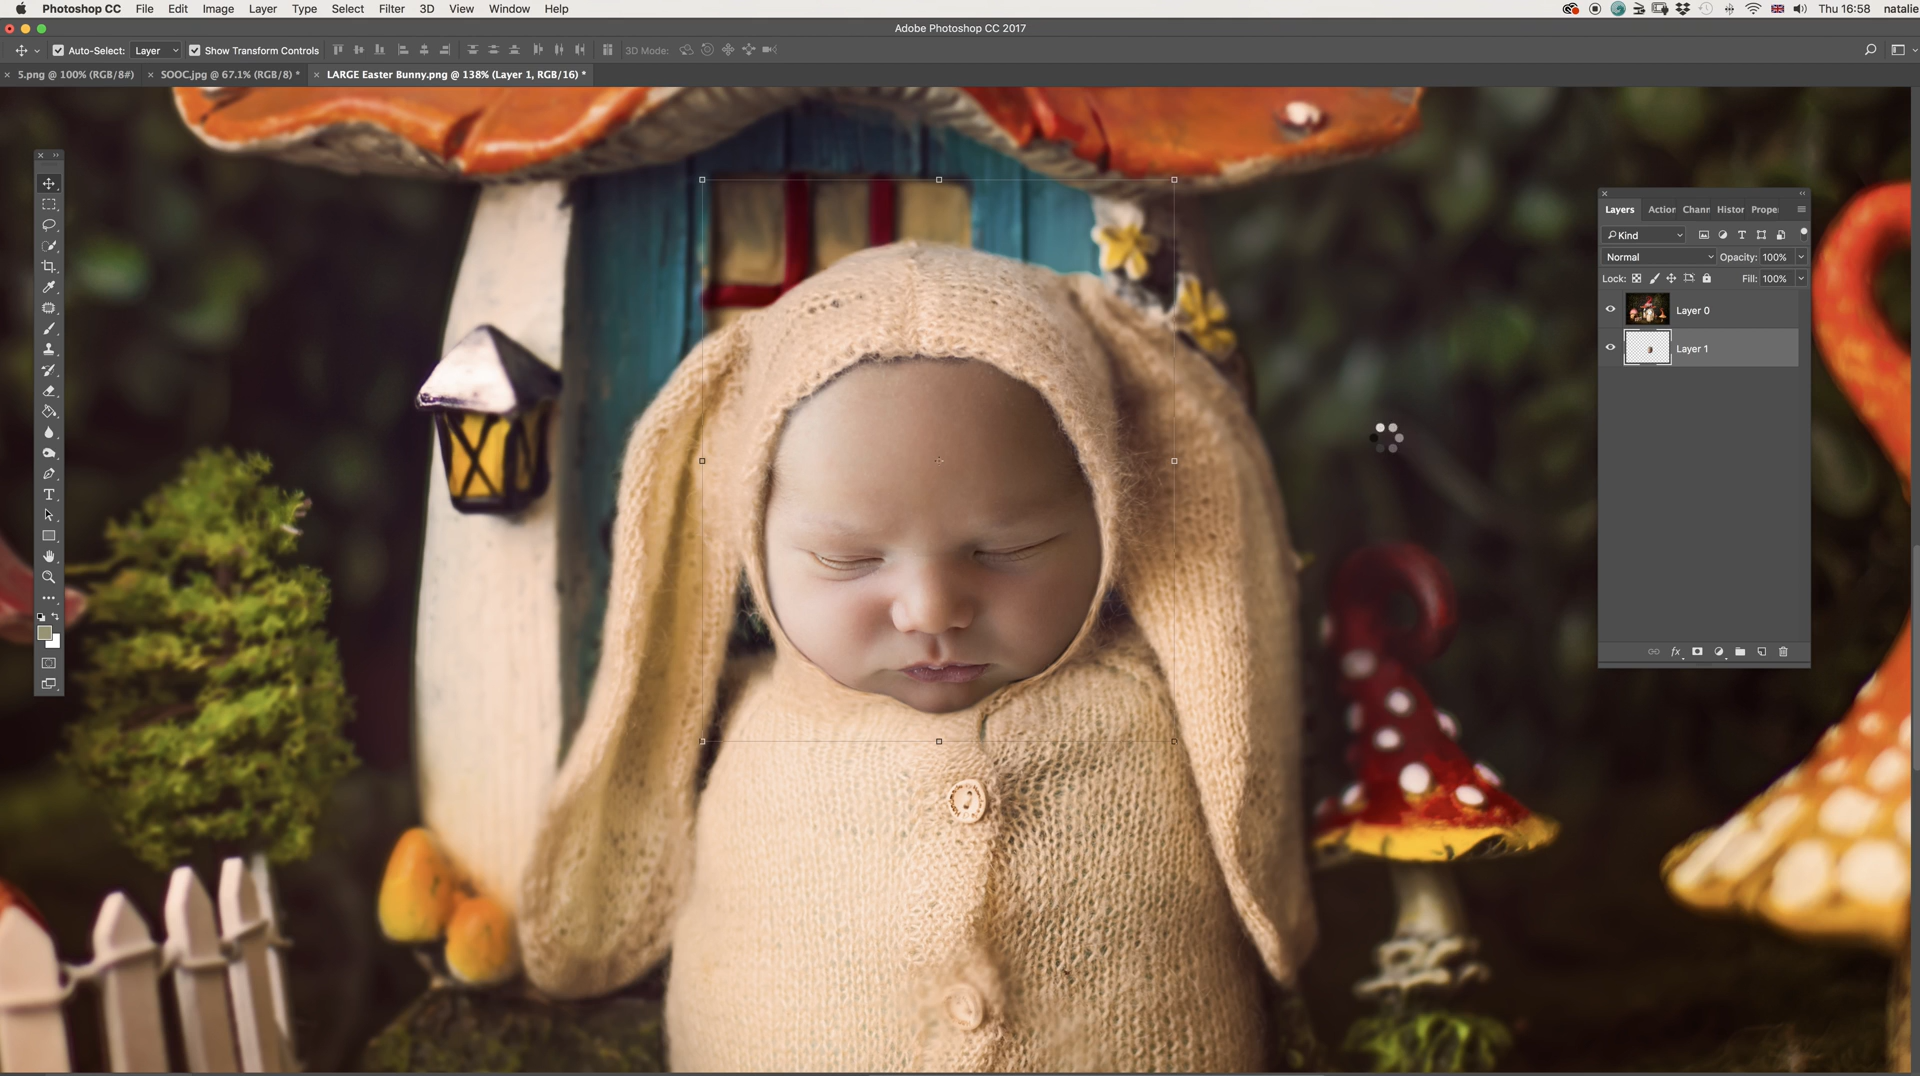 Photoshop CC File Edit Image Layer Type Select Filter 3D View Window Help Thu 16:58 natalie
Adobe Photoshop CC 2017
Auto-Select: Layer Show Transform Controls 3D Mode:
5.png @ 100% (RGB/8#) SOOC.jpg @ 67.1% (RGB/8) * LARGE Easter Bunny.png @ 138% (Layer 1, RGB/16) *
Layers Action Chann Histor Prope
Kind
Normal Opacity: 100%
Lock: Fill: 100%
Layer 0
Layer 1
fx